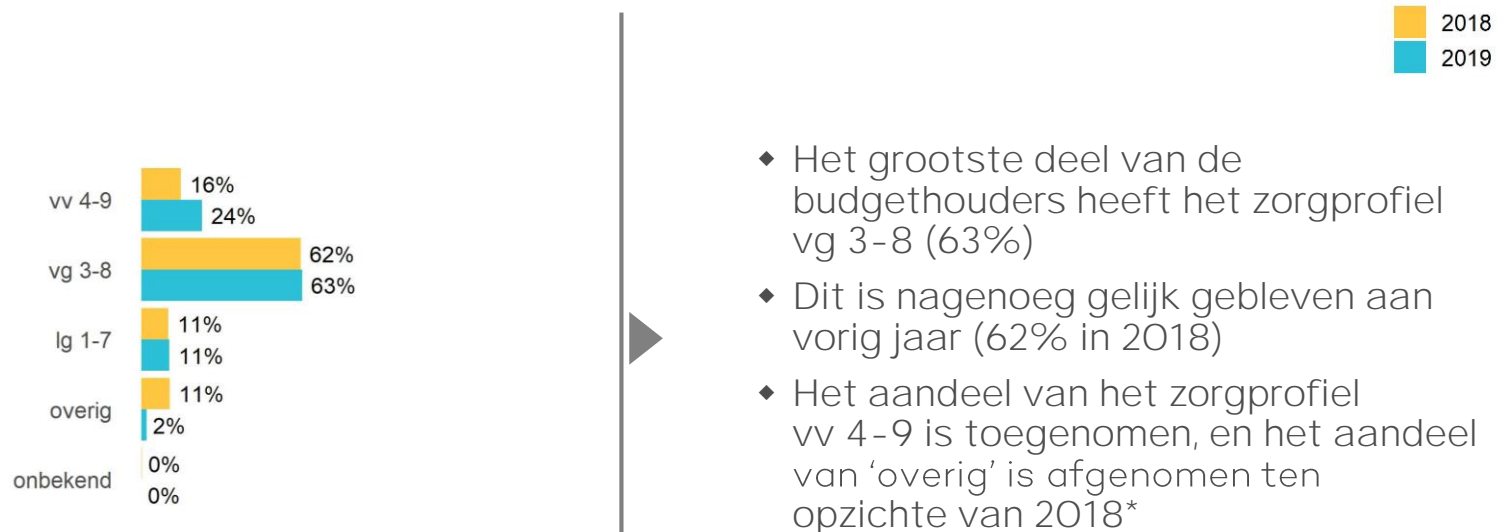 2018
2019
vv 4-9
16%
24%
vg 3-8
62%
63%
lg 1-7
11%
11%
overig
11%
2%
onbekend
0%
0%
◆ Het grootste deel van de
budgethouders heeft het zorgprofiel
vg 3-8 (63%)
◆ Dit is nagenoeg gelijk gebleven aan
vorig jaar (62% in 2018)
◆ Het aandeel van het zorgprofiel
vv 4-9 is toegenomen, en het aandeel
van ‘overig’ is afgenomen ten
opzichte van 2018*